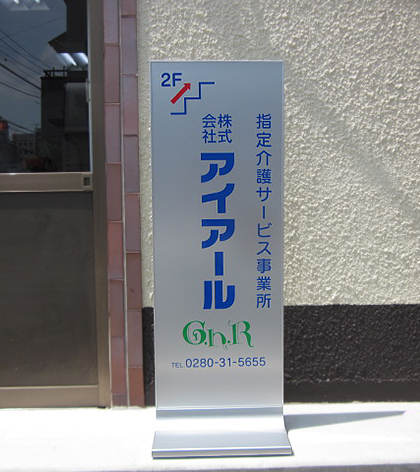 2F
指定介護サービス事業所
株式
会社
アイアール
G.h.R
TEL.0280-31-5655